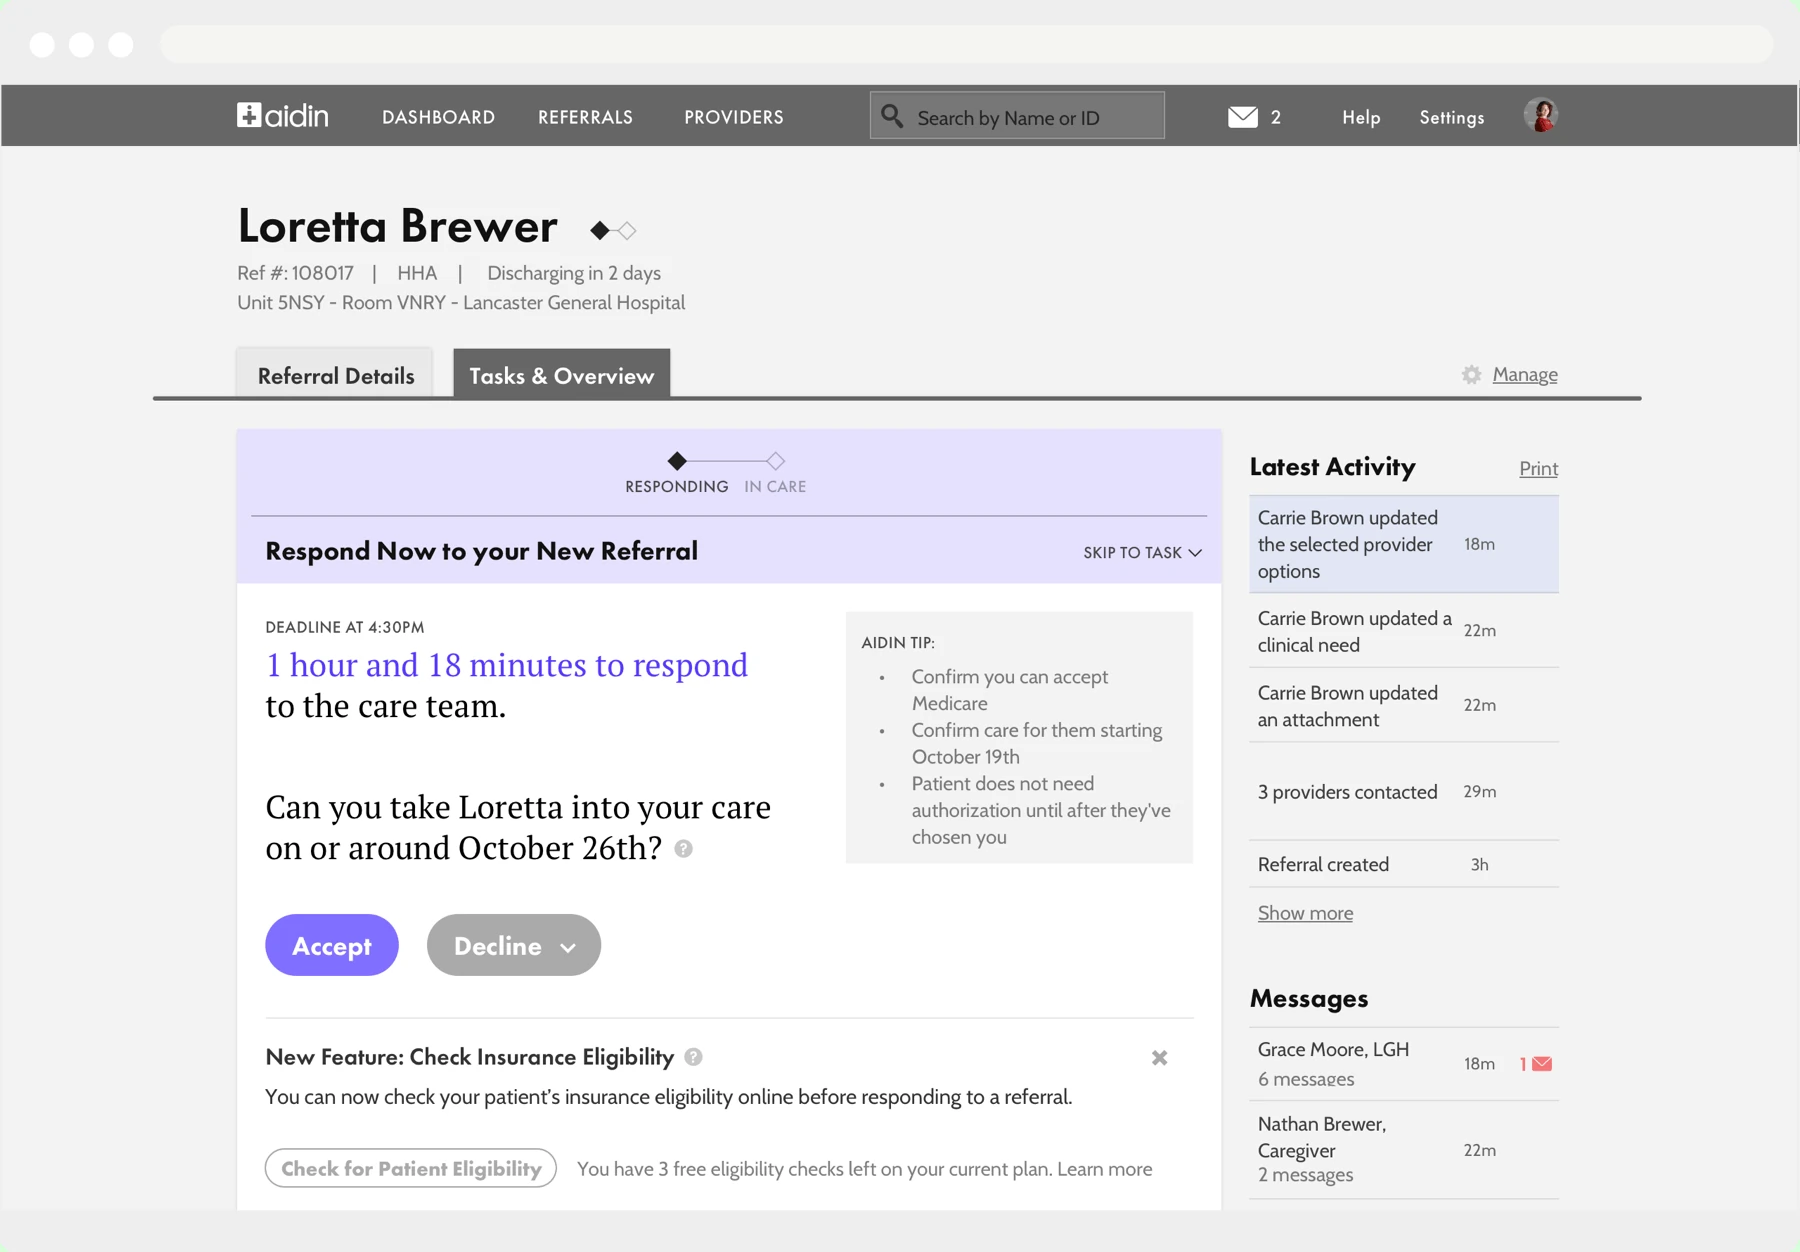 aidin DASHBOARD REFERRALS PROVIDERS Search by Name or ID 2 Help Settings
Loretta Brewer
Ref #: 108017 | HHA | Discharging in 2 days
Unit 5NSY - Room VNRY - Lancaster General Hospital
Referral Details Tasks & Overview Manage
RESPONDING IN CARE
Respond Now to your New Referral SKIP TO TASK
DEADLINE AT 4:30PM
1 hour and 18 minutes to respond
to the care team.
Can you take Loretta into your care
on or around October 26th? ?
AIDIN TIP:
• Confirm you can accept
Medicare
• Confirm care for them starting
October 19th
• Patient does not need
authorization until after they've
chosen you
Accept Decline
New Feature: Check Insurance Eligibility ?
You can now check your patient's insurance eligibility online before responding to a referral.
Check for Patient Eligibility You have 3 free eligibility checks left on your current plan. Learn more
Latest Activity Print
Carrie Brown updated
the selected provider 18m
options
Carrie Brown updated a
clinical need 22m
Carrie Brown updated
an attachment 22m
3 providers contacted 29m
Referral created 3h
Show more
Messages
Grace Moore, LGH
6 messages 18m 1
Nathan Brewer,
Caregiver 22m
2 messages